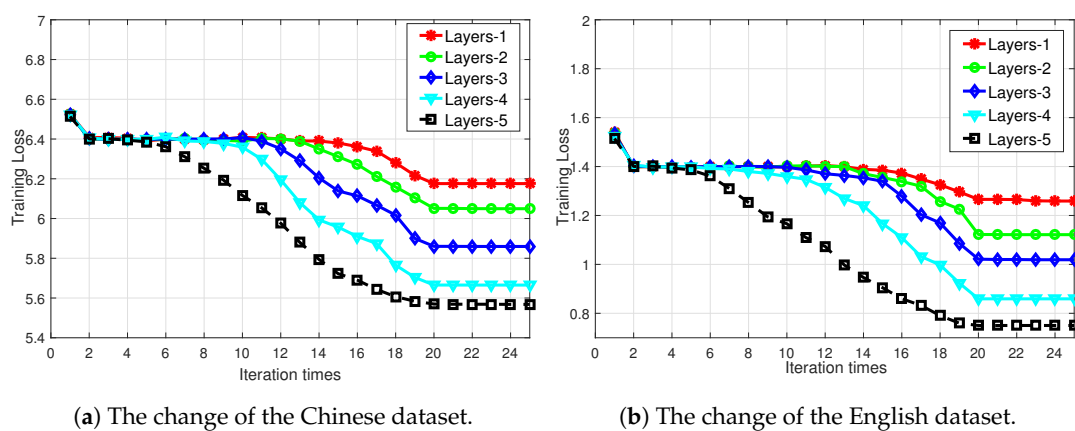 7
6.8
6.6
6.4
6.2
6
5.8
5.6
5.4
Training Loss
0 2 4 6 8 10 12 14 16 18 20 22 24
Iteration times
Layers-1
Layers-2
Layers-3
Layers-4
Layers-5
(a) The change of the Chinese dataset.
2
1.8
1.6
1.4
1.2
1
0.8
Training Loss
0 2 4 6 8 10 12 14 16 18 20 22 24
Iteration times
Layers-1
Layers-2
Layers-3
Layers-4
Layers-5
(b) The change of the English dataset.